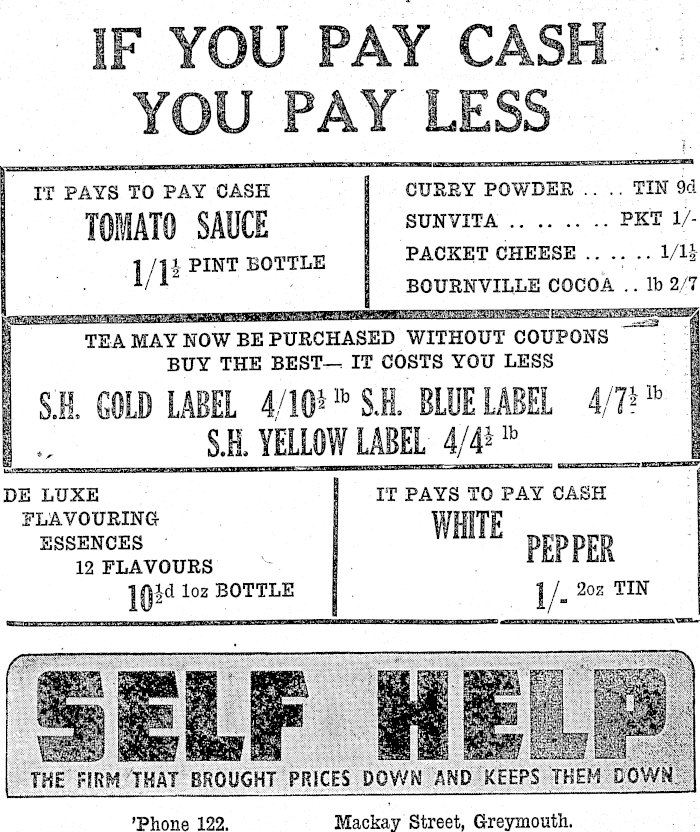 IF YOU PAY CASH
YOU PAY LESS
IT PAYS TO PAY CASH
TOMATO SAUCE
1/1½ PINT BOTTLE
CURRY POWDER .. .. TIN 9d
SUNVITA .. .. .. .. PKT 1/-
PACKET CHEESE .. .. .. 1/1½
BOURNVILLE COCOA .. lb 2/7
TEA MAY NOW BE PURCHASED WITHOUT COUPONS
BUY THE BEST— IT COSTS YOU LESS
S.H. GOLD LABEL 4/10½ lb S.H. BLUE LABEL 4/7½ lb
S.H. YELLOW LABEL 4/4½ lb
DE LUXE
FLAVOURING
ESSENCES
12 FLAVOURS
10½d 1oz BOTTLE
IT PAYS TO PAY CASH
WHITE
PEPPER
1/- 2oz TIN
SELF HELP
THE FIRM THAT BROUGHT PRICES DOWN AND KEEPS THEM DOWN
'Phone 122. Mackay Street, Greymouth.